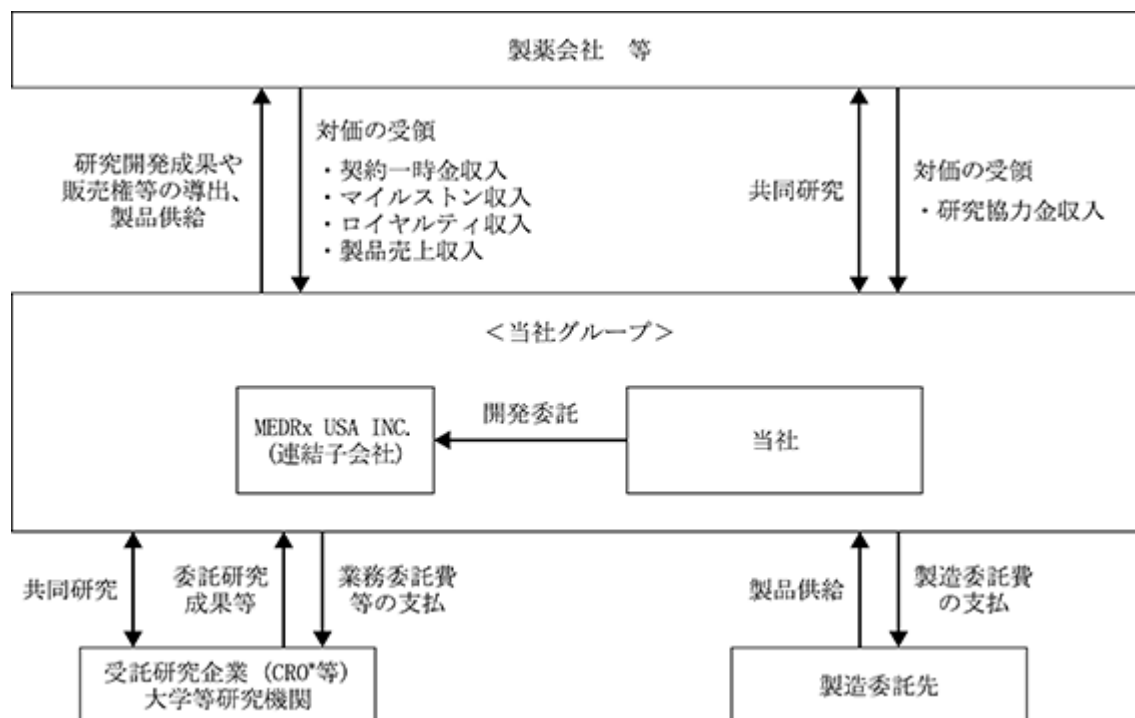 製薬会社　等
研究開発成果や
販売権等の導出、
製品供給
対価の受領
・契約一時金収入
・マイルストン収入
・ロイヤルティ収入
・製品売上収入
共同研究
対価の受領
・研究協力金収入
＜当社グループ＞
MEDRx USA INC.
(連結子会社)
開発委託
当社
共同研究
委託研究
成果等
業務委託費
等の支払
製品供給
製造委託費
の支払
受託研究企業（CRO*等）
大学等研究機関
製造委託先